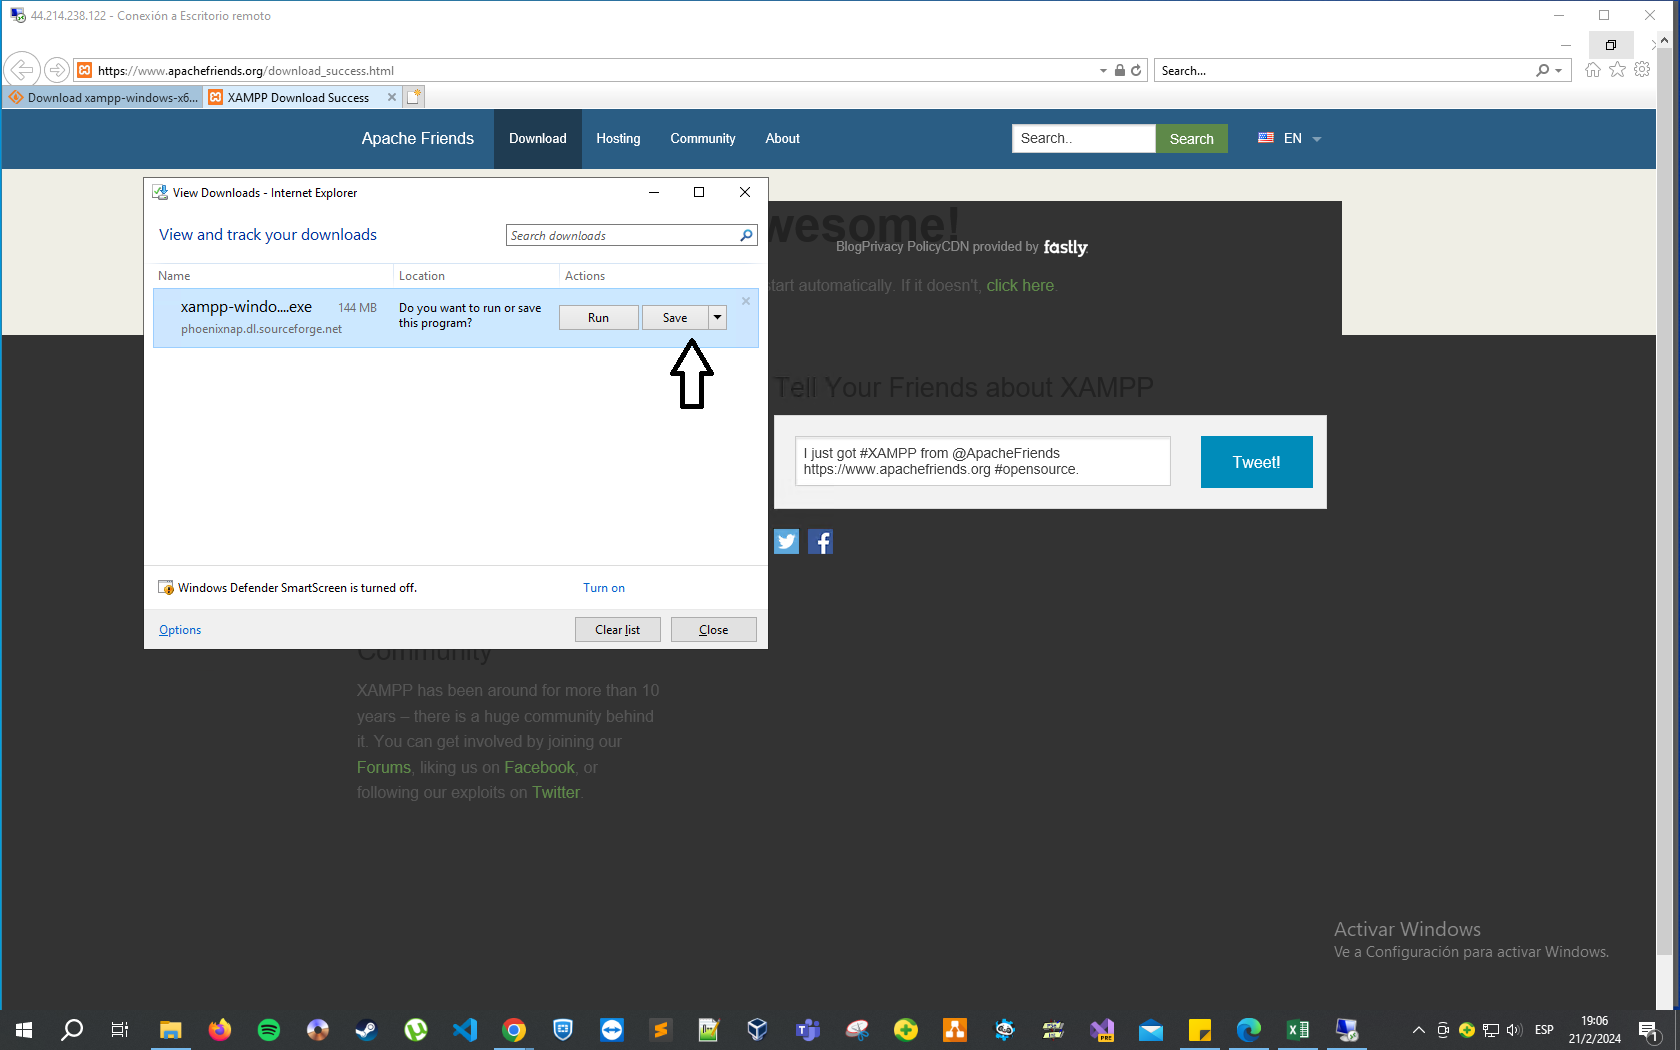 44.214.238.122 - Conexión a Escritorio remoto
https://www.apachefriends.org/download_success.html
Search...
Download xampp-windows-x6...
XAMPP Download Success
Apache Friends
Download
Hosting
Community
About
Search..
Search
EN
View Downloads - Internet Explorer
View and track your downloads
Search downloads
Name
Location
Actions
xampp-windo....exe
144 MB
phoenixnap.dl.sourceforge.net
Do you want to run or save
this program?
Run
Save
Windows Defender SmartScreen is turned off.
Turn on
Options
Clear list
Close
wesome!
BlogPrivacy PolicyCDN provided by fastly
start automatically. If it doesn't, click here.
Tell Your Friends about XAMPP
I just got #XAMPP from @ApacheFriends
https://www.apachefriends.org #opensource.
Tweet!
Community
XAMPP has been around for more than 10
years – there is a huge community behind
it. You can get involved by joining our
Forums, liking us on Facebook, or
following our exploits on Twitter.
Activar Windows
Ve a Configuración para activar Windows.
PRE
ESP
19:06
21/2/2024
1